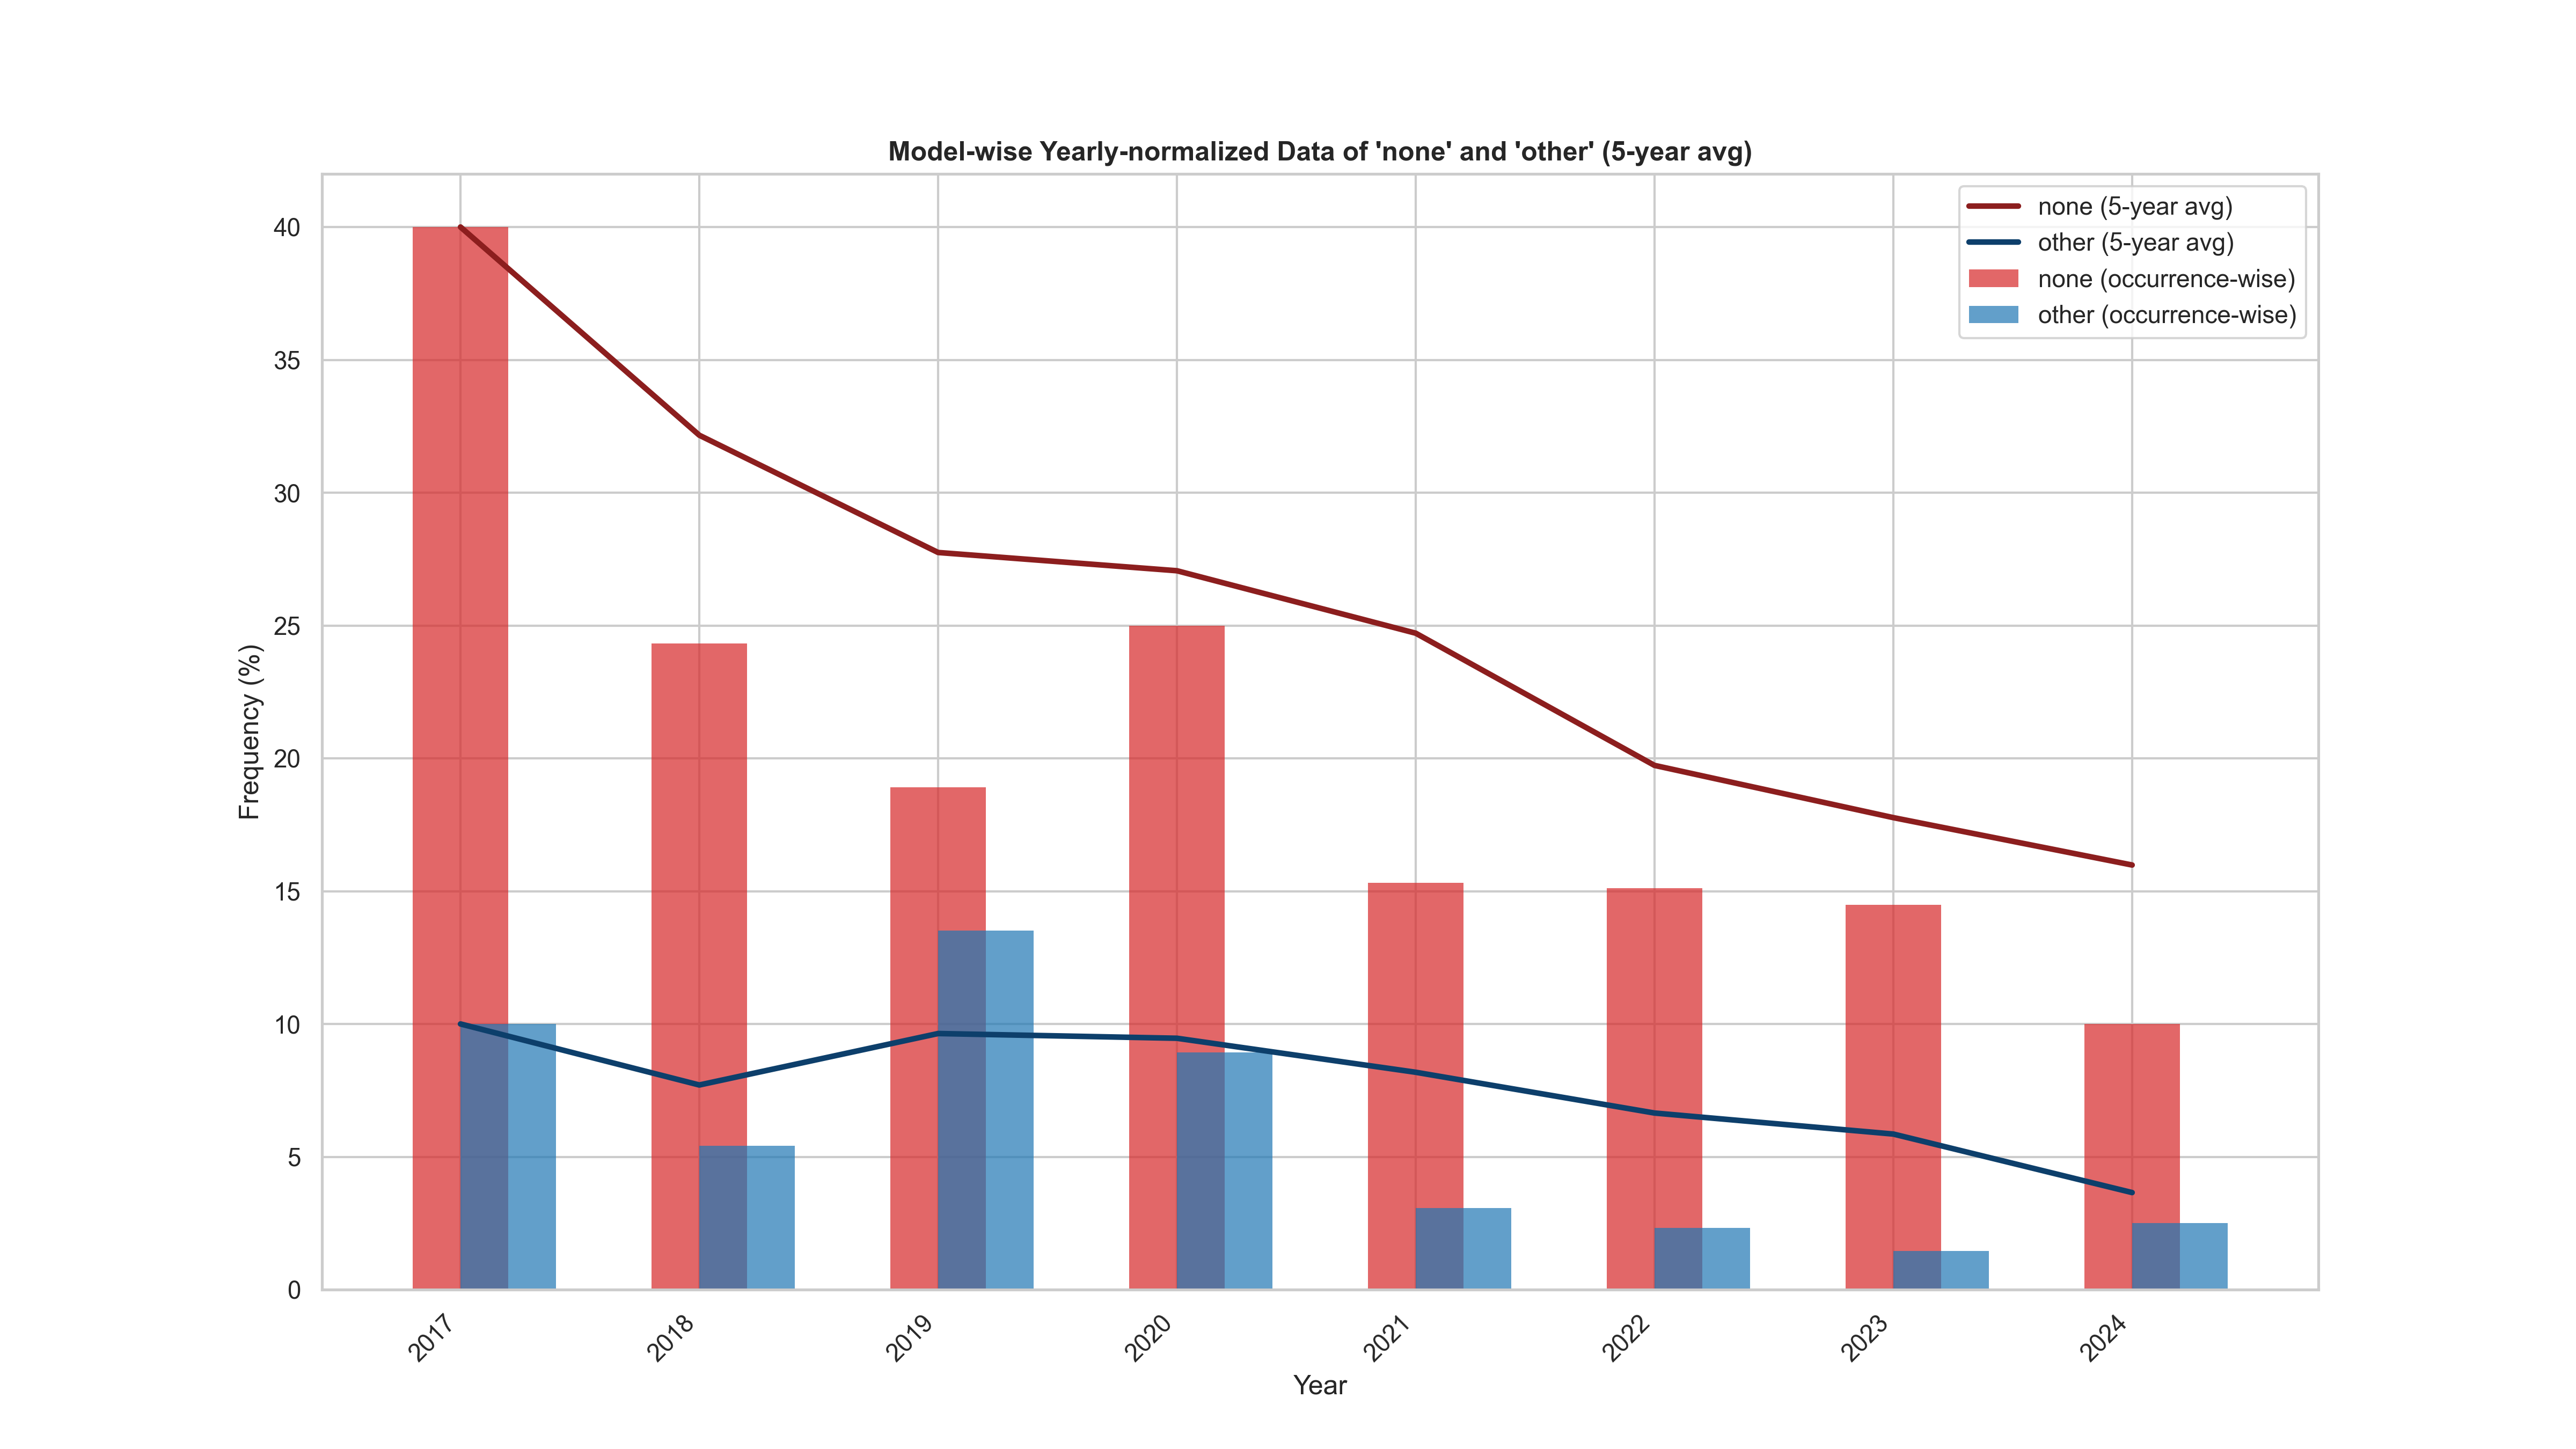 Model-wise Yearly-normalized Data of 'none' and 'other' (5-year avg)
none (5-year avg)
other (5-year avg)
none (occurrence-wise)
other (occurrence-wise)
Frequency (%)
40
35
30
25
20
15
10
5
0
2017
2018
2019
2020
2021
2022
2023
2024
Year